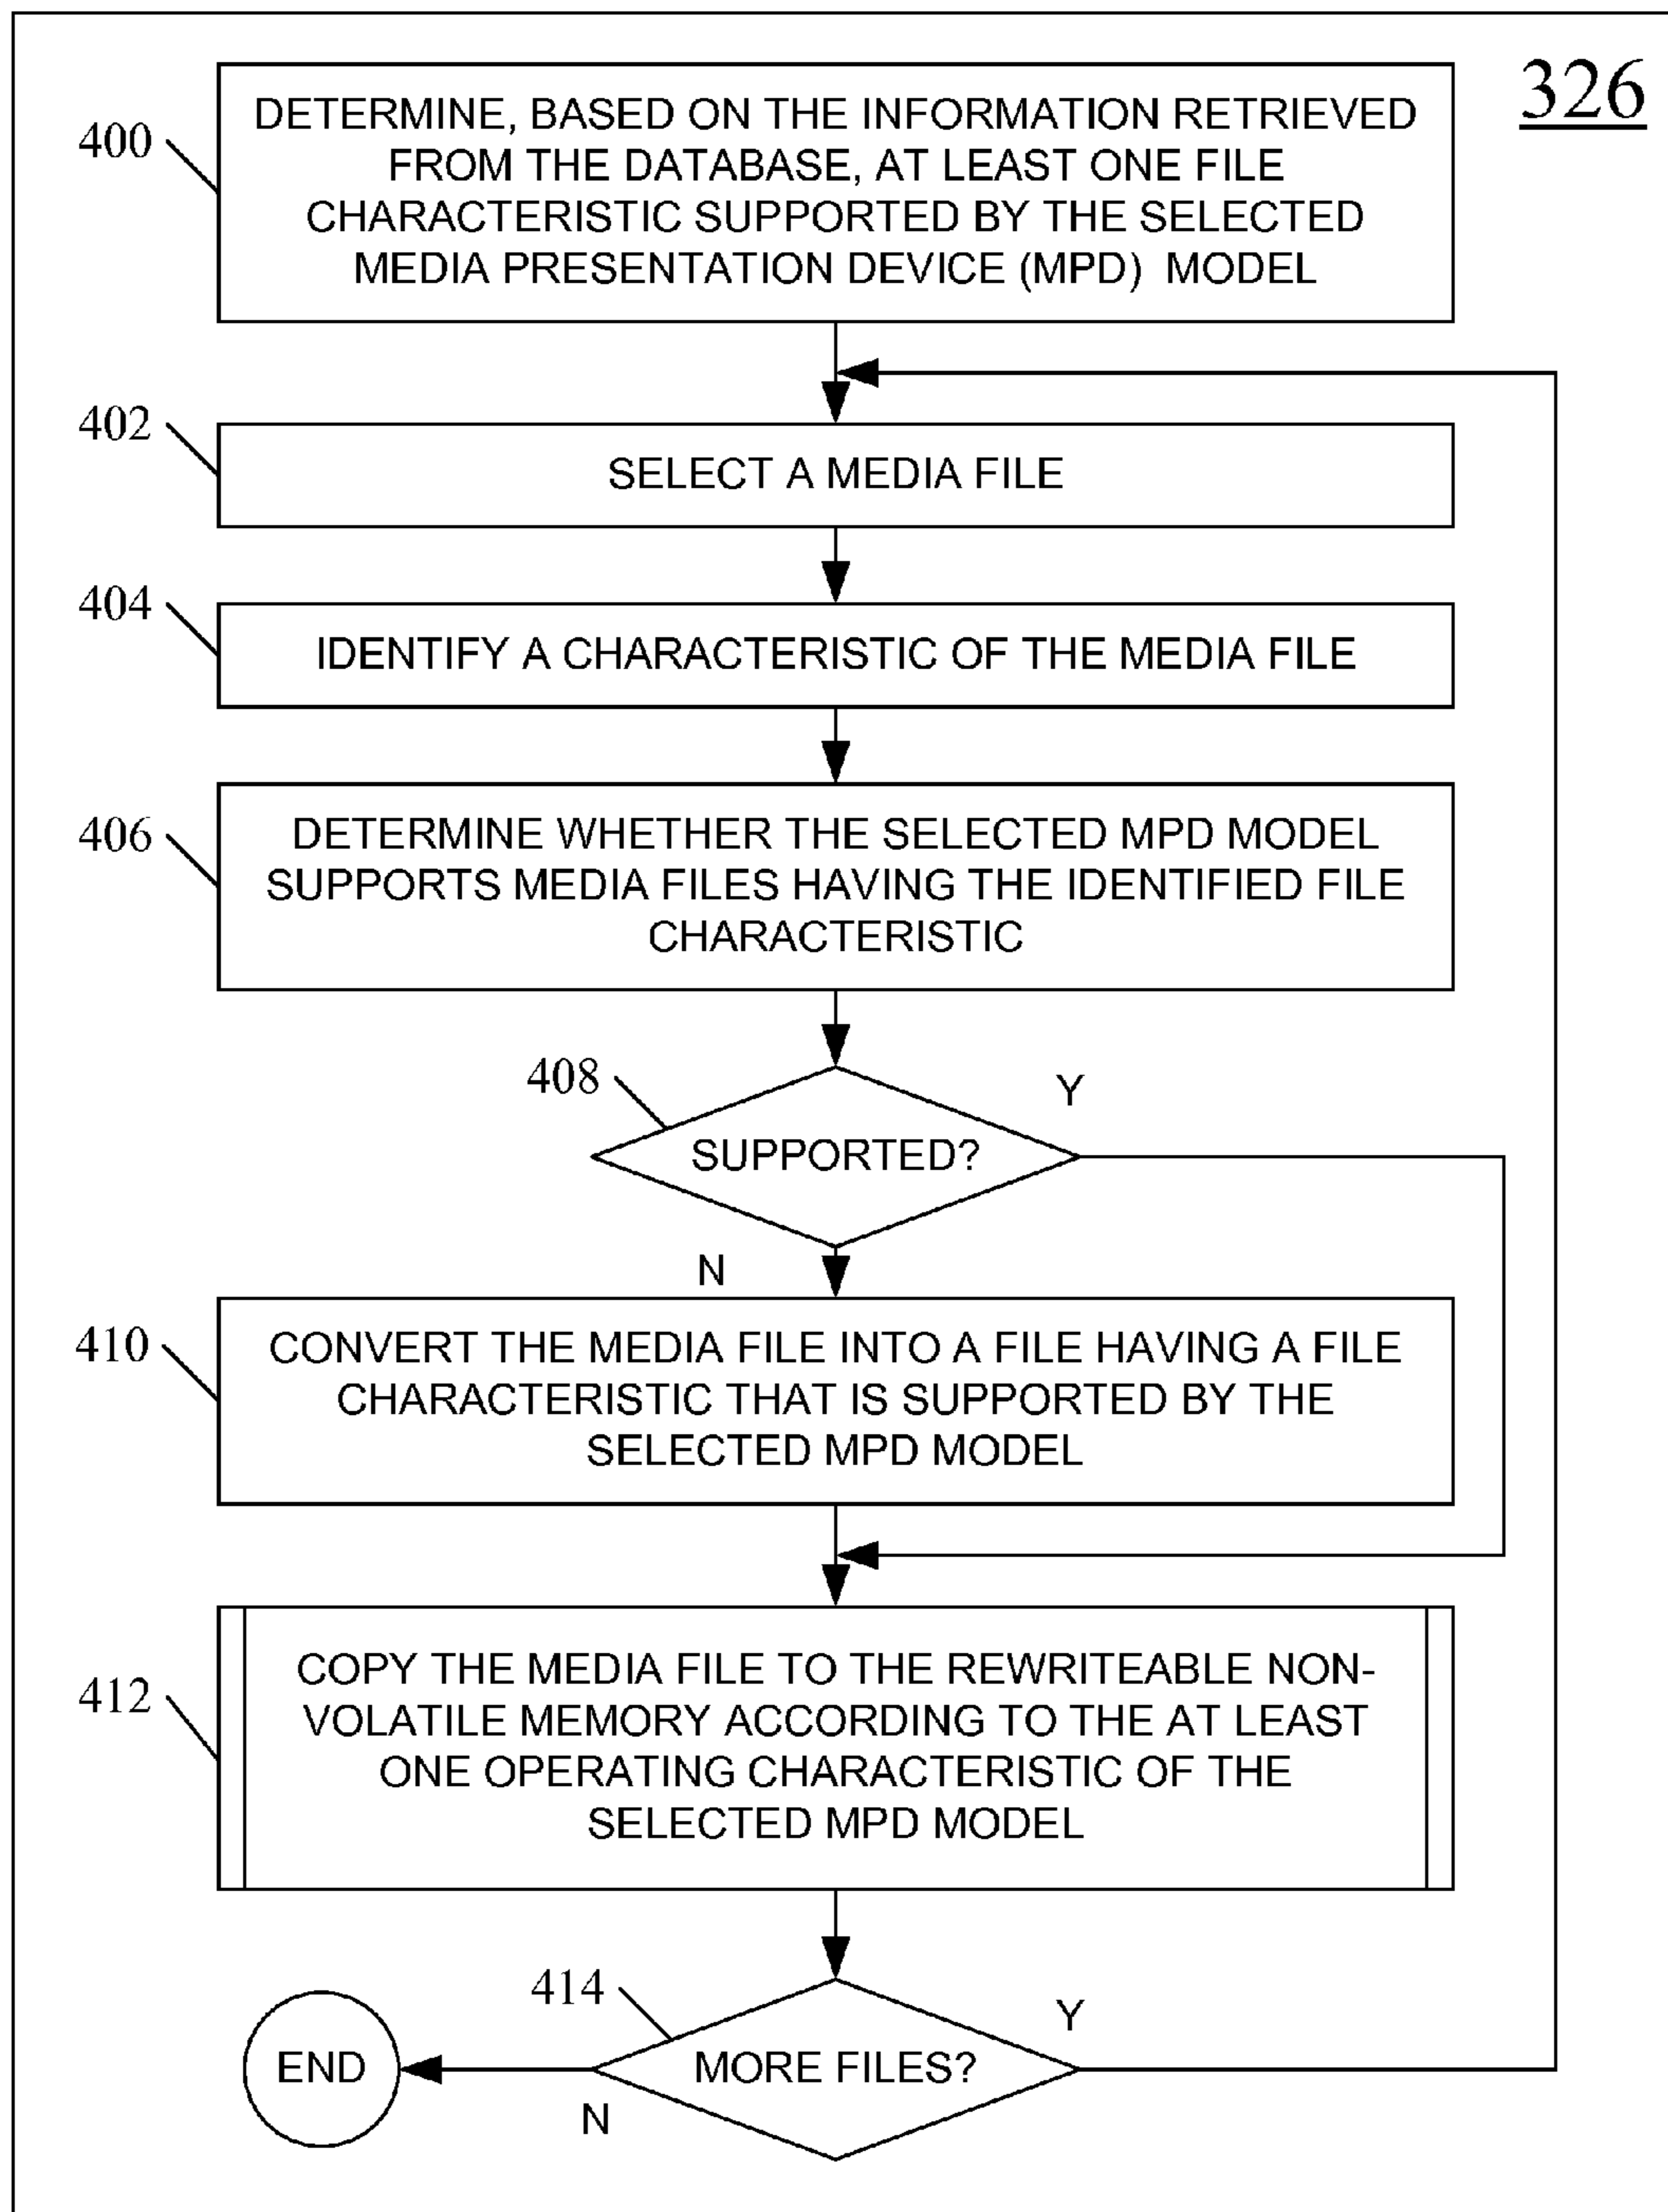 326
400
DETERMINE, BASED ON THE INFORMATION RETRIEVED
FROM THE DATABASE, AT LEAST ONE FILE
CHARACTERISTIC SUPPORTED BY THE SELECTED
MEDIA PRESENTATION DEVICE (MPD) MODEL
402
SELECT A MEDIA FILE
404
IDENTIFY A CHARACTERISTIC OF THE MEDIA FILE
406
DETERMINE WHETHER THE SELECTED MPD MODEL
SUPPORTS MEDIA FILES HAVING THE IDENTIFIED FILE
CHARACTERISTIC
408
Y
SUPPORTED?
N
410
CONVERT THE MEDIA FILE INTO A FILE HAVING A FILE
CHARACTERISTIC THAT IS SUPPORTED BY THE
SELECTED MPD MODEL
412
COPY THE MEDIA FILE TO THE REWRITEABLE NON-
VOLATILE MEMORY ACCORDING TO THE AT LEAST
ONE OPERATING CHARACTERISTIC OF THE
SELECTED MPD MODEL
414
Y
END
MORE FILES?
N